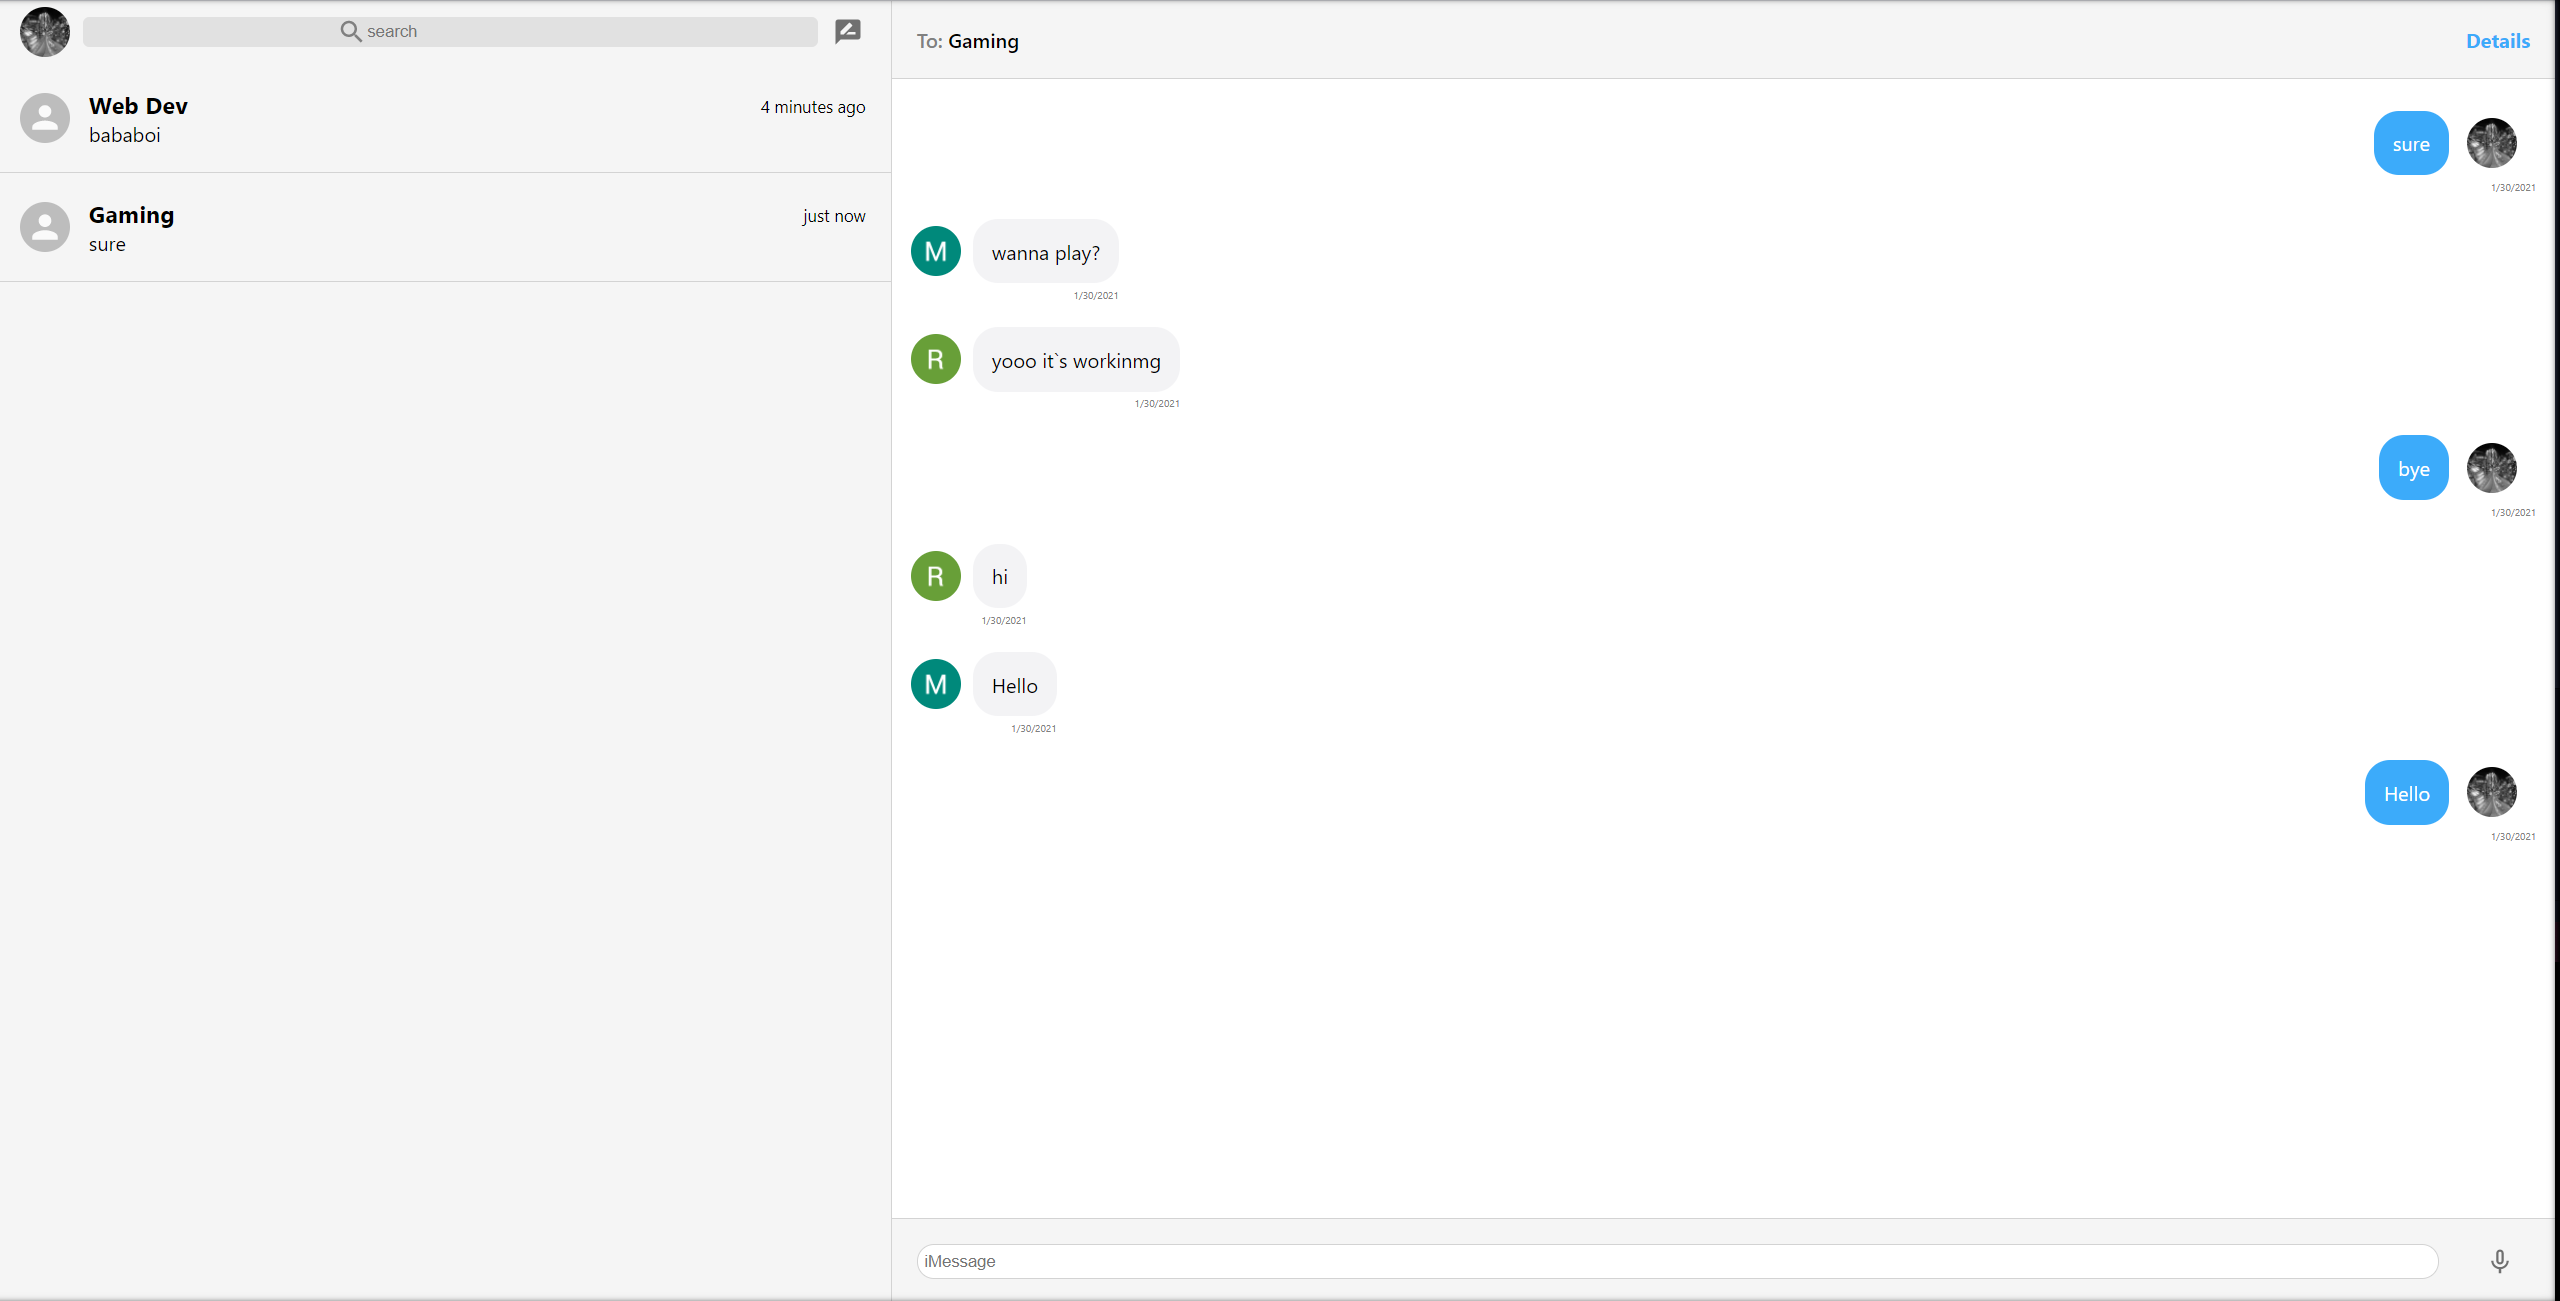 search
Web Dev
4 minutes ago
bababoi
Gaming
just now
sure
To: Gaming
Details
sure
1/30/2021
M
wanna play?
1/30/2021
R
yooo it`s workinmg
1/30/2021
bye
1/30/2021
R
hi
1/30/2021
M
Hello
1/30/2021
Hello
1/30/2021
iMessage